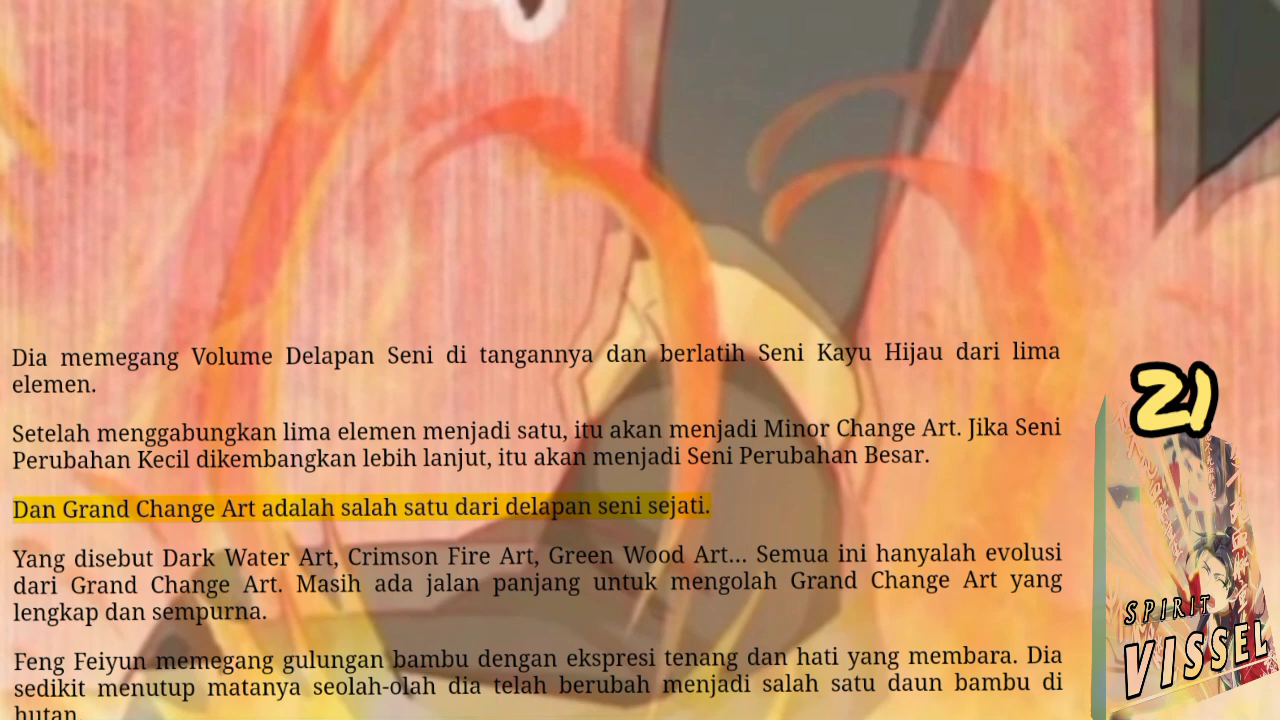 Dia memegang Volume Delapan Seni di tangannya dan berlatih Seni Kayu Hijau dari lima
elemen.
Setelah menggabungkan lima elemen menjadi satu, itu akan menjadi Minor Change Art. Jika Seni
Perubahan Kecil dikembangkan lebih lanjut, itu akan menjadi Seni Perubahan Besar.
Dan Grand Change Art adalah salah satu dari delapan seni sejati.
Yang disebut Dark Water Art, Crimson Fire Art, Green Wood Art... Semua ini hanyalah evolusi
dari Grand Change Art. Masih ada jalan panjang untuk mengolah Grand Change Art yang
lengkap dan sempurna.
Feng Feiyun memegang gulungan bambu dengan ekspresi tenang dan hati yang membara. Dia
sedikit menutup matanya seolah-olah dia telah berubah menjadi salah satu daun bambu di
hutan.
21
SPIRIT
VISSEL